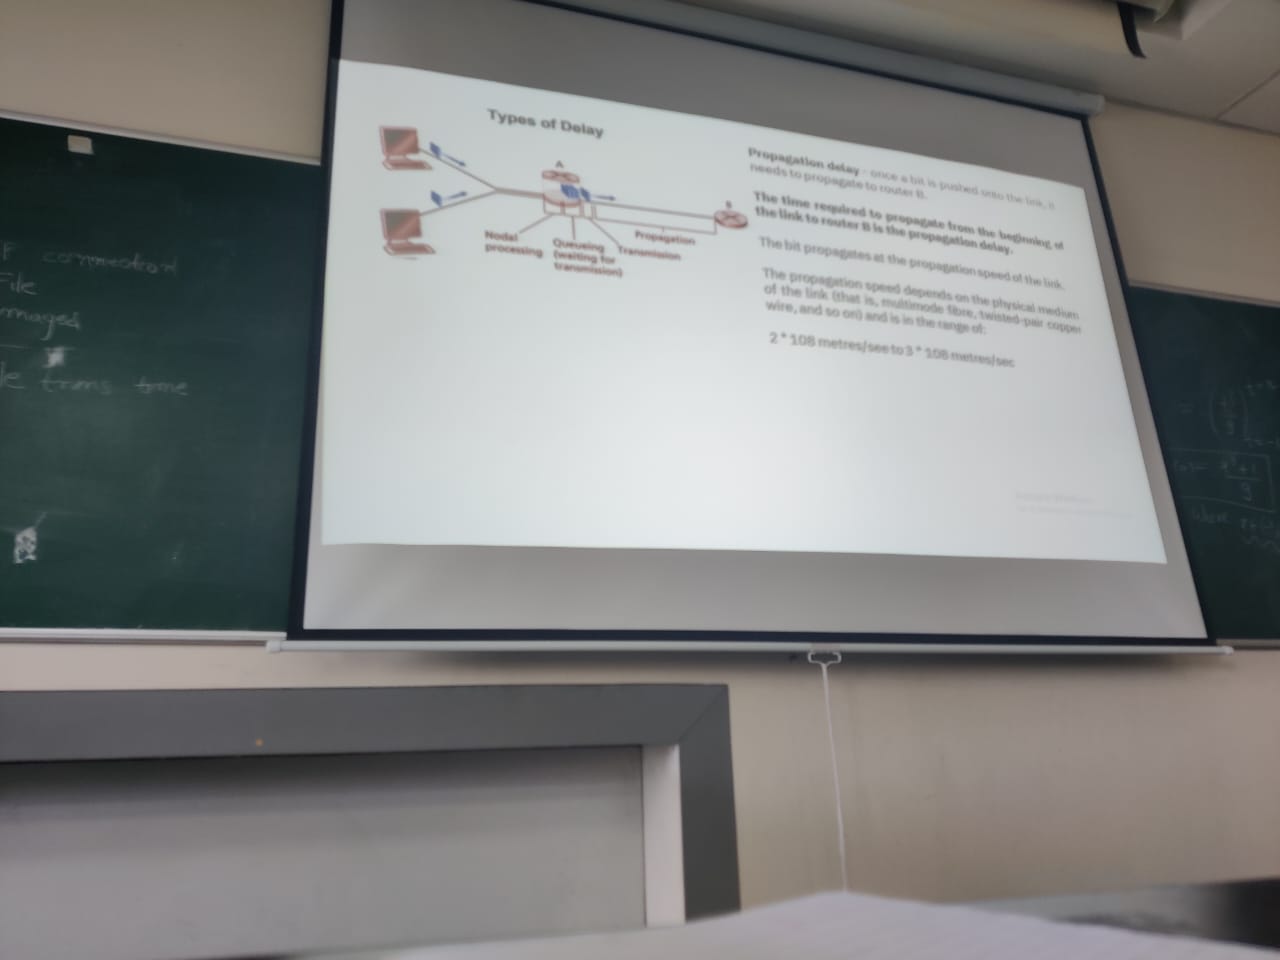 F connection
File
maged
le trans time
Types of Delay
A
B
Nodal
processing
Queueing
(waiting for
transmission)
Transmission
Propagation
Propagation delay - once a bit is pushed onto the link, it
needs to propagate to router B.
The time required to propagate from the beginning of
the link to router B is the propagation delay.
The bit propagates at the propagation speed of the link.
The propagation speed depends on the physical medium
of the link (that is, multimode fibre, twisted-pair copper
wire, and so on) and is in the range of:
2 * 108 metres/sec to 3 * 108 metres/sec